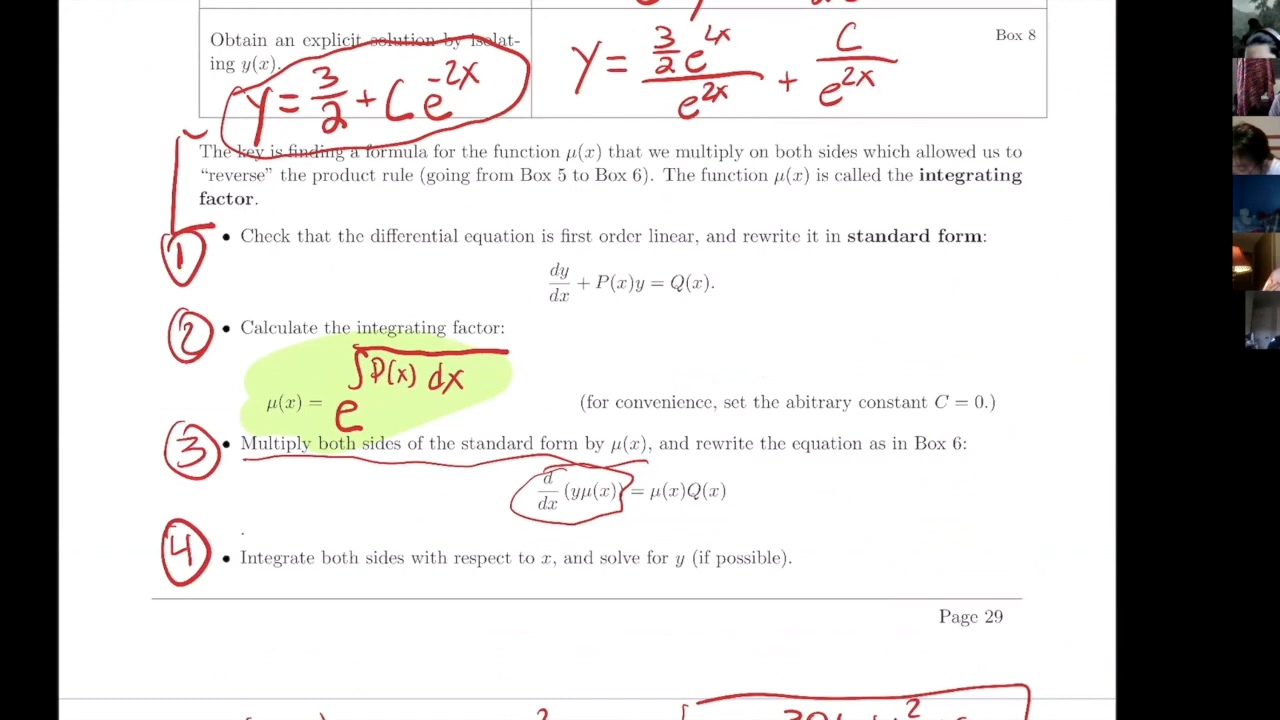 Obtain an explicit solution by isolat-
ing y(x).
Y = 3/2 + Ce^-2x
Y = 3/2 e / e^2x + C / e^2x
Box 8
The key is finding a formula for the function μ(x) that we multiply on both sides which allowed us to
“reverse” the product rule (going from Box 5 to Box 6). The function μ(x) is called the integrating
factor.
1 • Check that the differential equation is first order linear, and rewrite it in standard form:
dy/dx + P(x)y = Q(x).
2 • Calculate the integrating factor:
μ(x) = e^∫P(x) dx (for convenience, set the abitrary constant C = 0.)
3 • Multiply both sides of the standard form by μ(x), and rewrite the equation as in Box 6:
d/dx (yμ(x)) = μ(x)Q(x)
.
4 • Integrate both sides with respect to x, and solve for y (if possible).
Page 29